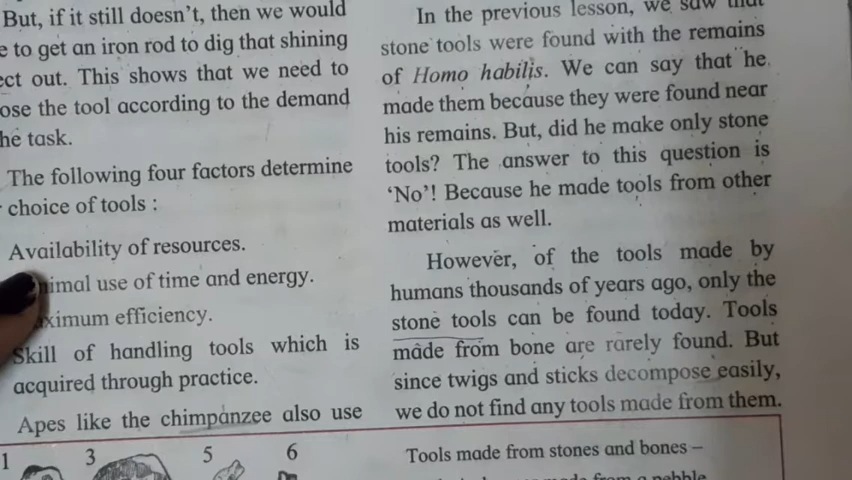 But, if it still doesn't, then we would
e to get an iron rod to dig that shining
ect out. This shows that we need to
ose the tool according to the demand
he task.
The following four factors determine
choice of tools :
Availability of resources.
nimal use of time and energy.
aximum efficiency.
Skill of handling tools which is
acquired through practice.
Apes like the chimpanzee also use
1 3 5 6
In the previous lesson, we saw that
stone tools were found with the remains
of Homo habilis. We can say that he
made them because they were found near
his remains. But, did he make only stone
tools? The answer to this question is
‘No’! Because he made tools from other
materials as well.
However, of the tools made by
humans thousands of years ago, only the
stone tools can be found today. Tools
made from bone are rarely found. But
since twigs and sticks decompose easily,
we do not find any tools made from them.
Tools made from stones and bones –
made from a pebble